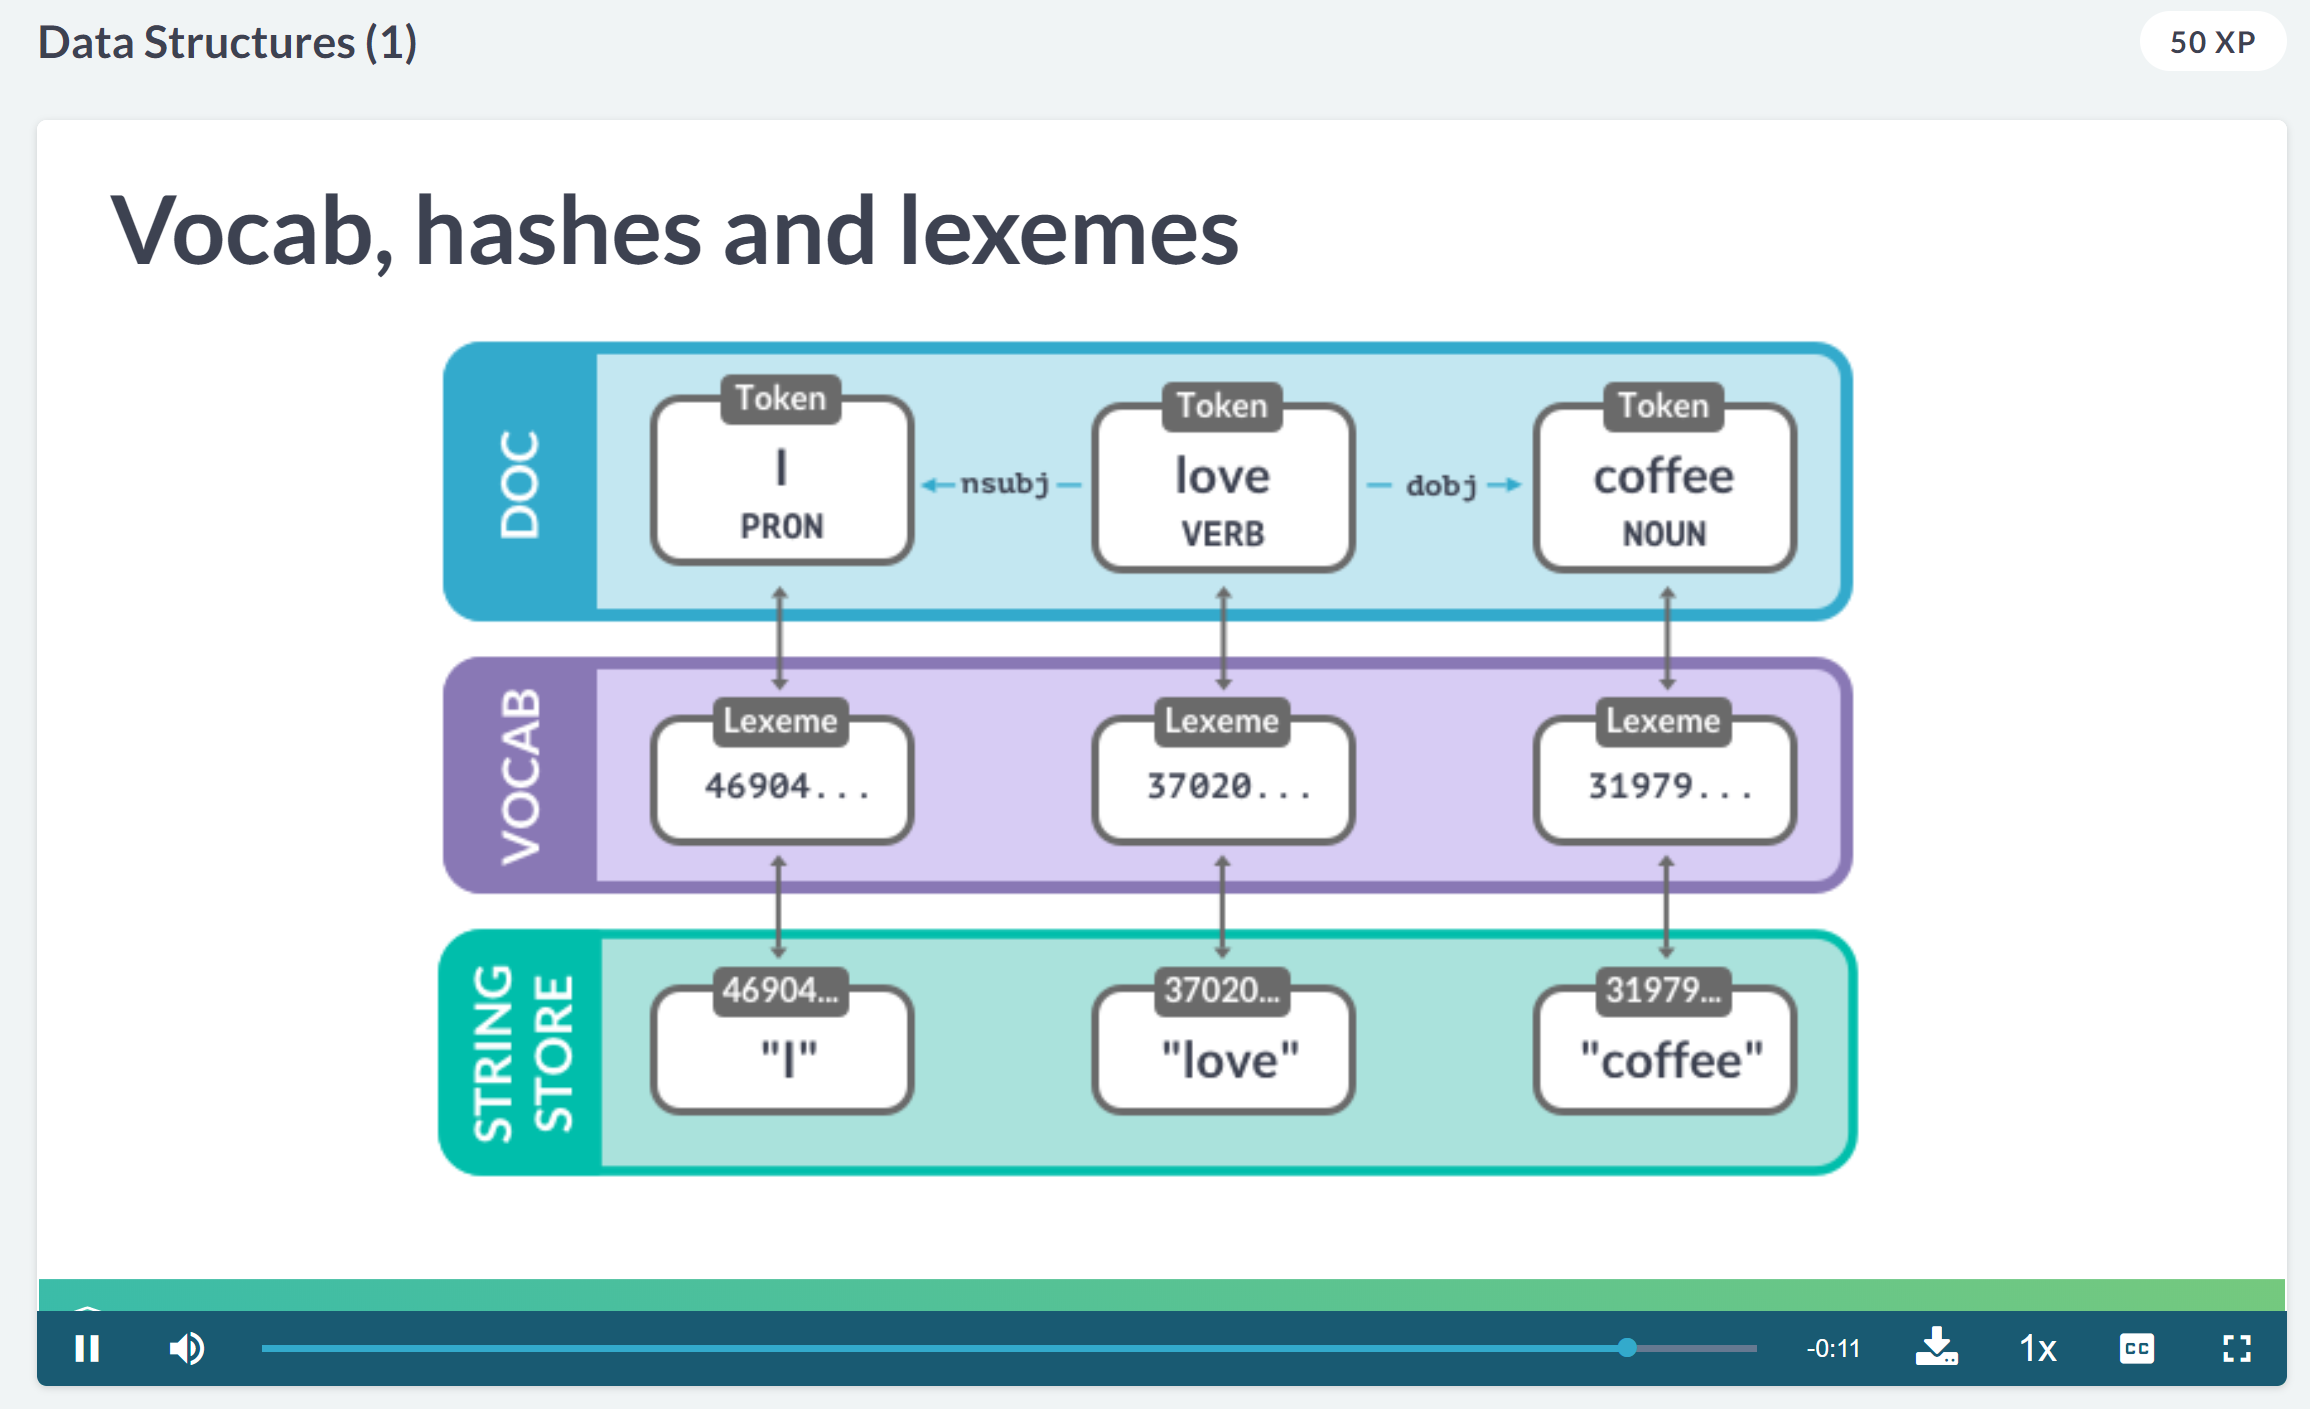 Data Structures (1)
50 XP
Vocab, hashes and lexemes
DOC
Token
Token
Token
I
love
coffee
nsubj
dobj
PRON
VERB
NOUN
VOCAB
Lexeme
Lexeme
Lexeme
46904...
37020...
31979...
STRING
STORE
46904...
37020...
31979...
"I"
"love"
"coffee"
-0:11
1x
CC